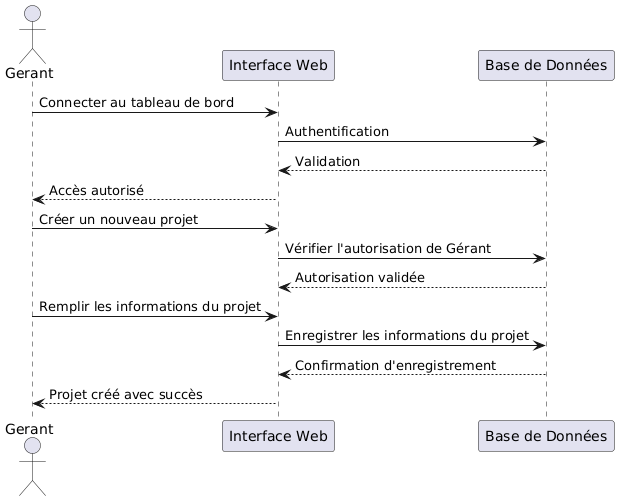 Gerant
Interface Web
Base de Données
Connecter au tableau de bord
Authentification
Validation
Accès autorisé
Créer un nouveau projet
Vérifier l'autorisation de Gérant
Autorisation validée
Remplir les informations du projet
Enregistrer les informations du projet
Confirmation d'enregistrement
Projet créé avec succès
Gerant
Interface Web
Base de Données